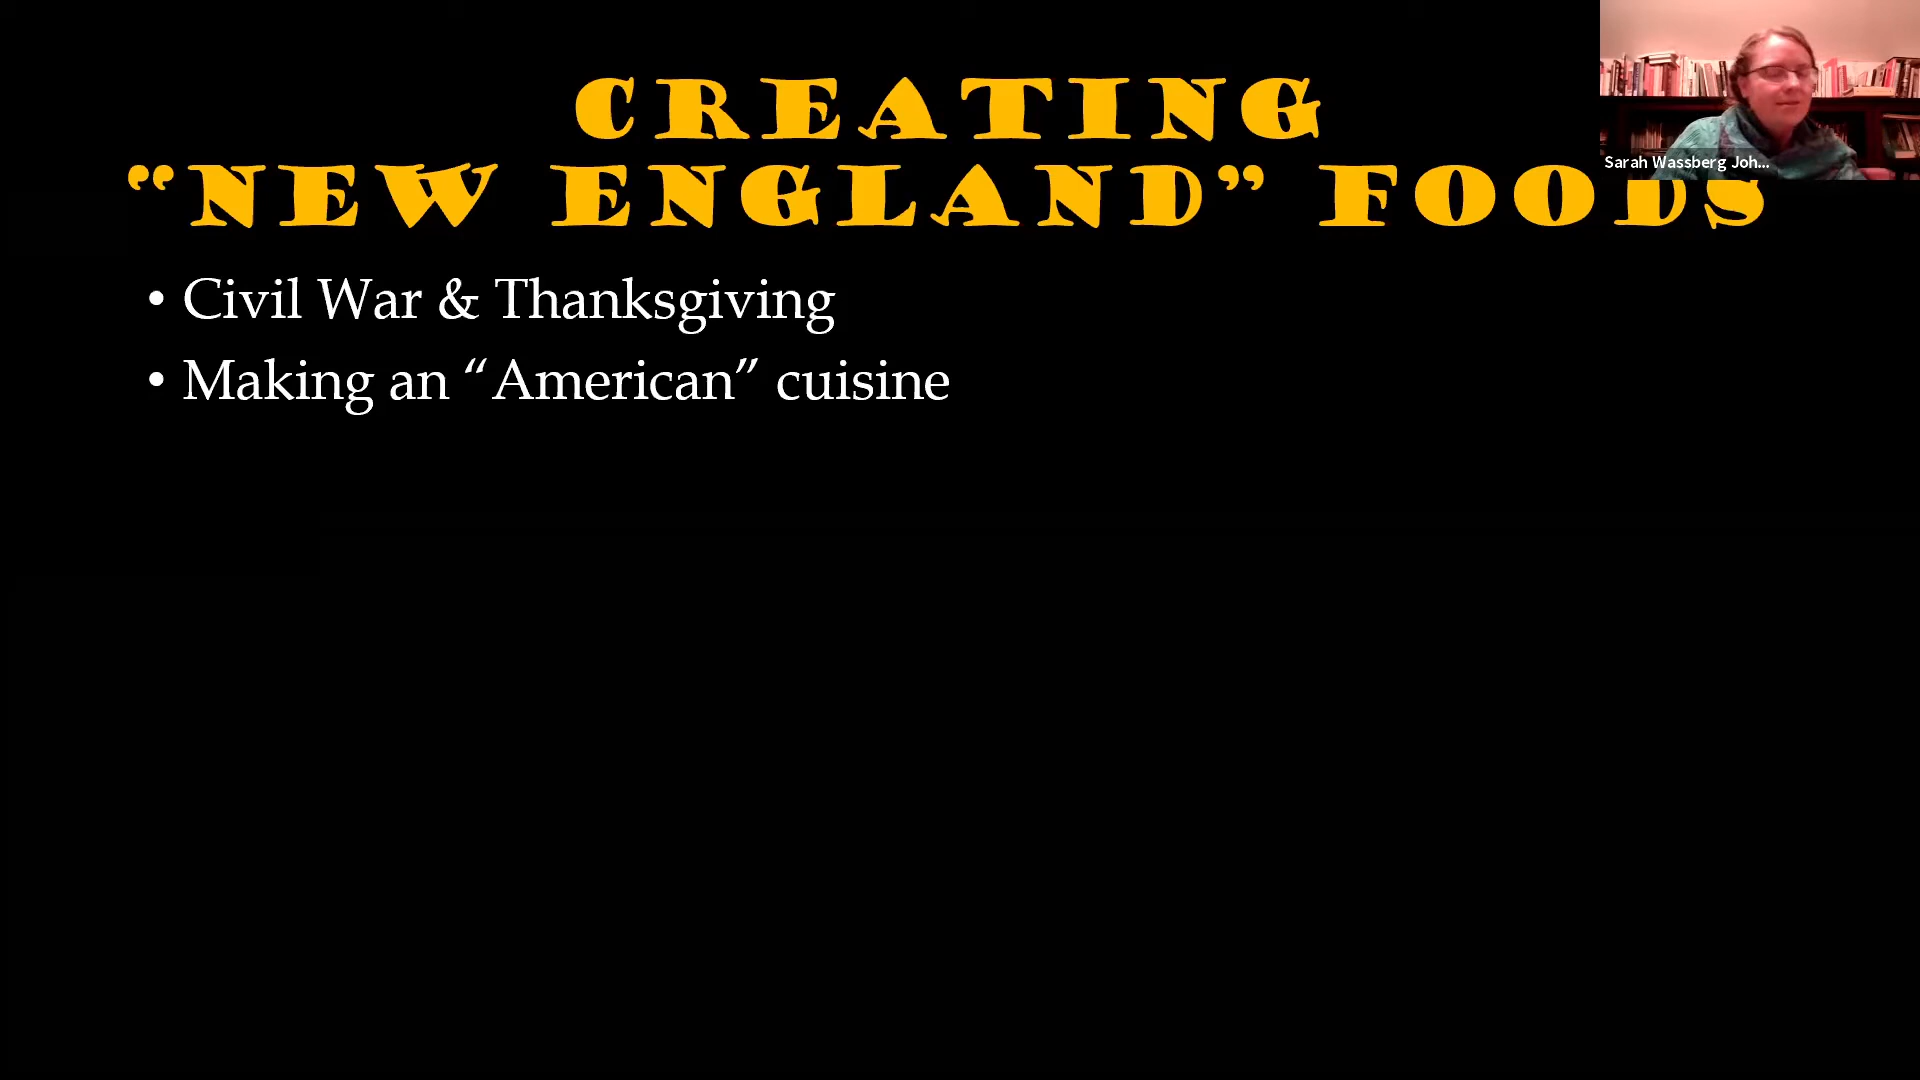 CREATING
“NEW ENGLAND” FOODS
• Civil War & Thanksgiving
• Making an “American” cuisine
Sarah Wassberg Joh...